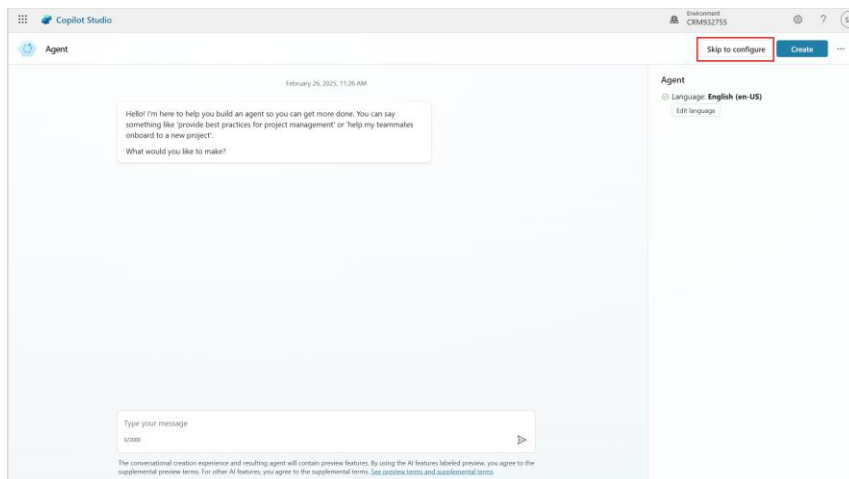 Copilot Studio
Environment
CRM932755
?
Agent
Skip to configure
Create
...
February 26, 2025, 11:26 AM
Hello! I'm here to help you build an agent so you can get more done. You can say
something like 'provide best practices for project management' or 'help my teammates
onboard to a new project'.
What would you like to make?
Agent
Language: English (en-US)
Edit language
Type your message
0/2000
The conversational creation experience and resulting agent will contain preview features. By using the AI features labeled preview, you agree to the
supplemental preview terms. For other AI features, you agree to the supplemental terms. See preview terms and supplemental terms